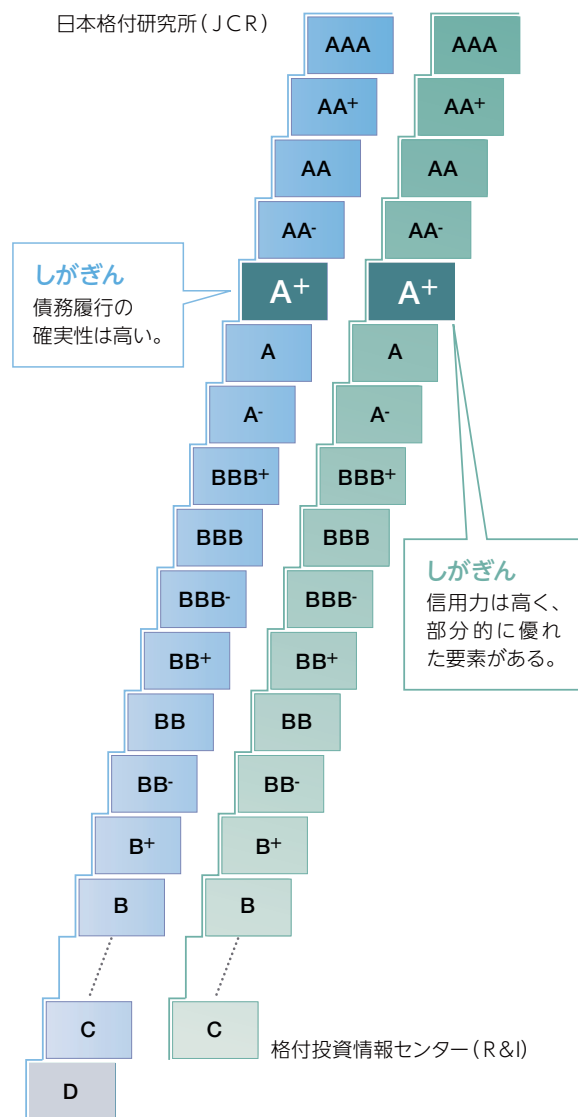 日本格付研究所(JCR)
AAA
AA+
AA
AA-
A+
A
A-
BBB+
BBB
BBB-
BB+
BB
BB-
B+
B
C
D
しがぎん
債務履行の
確実性は高い。
AAA
AA+
AA
AA-
A+
A
A-
BBB+
BBB
BBB-
BB+
BB
BB-
B+
B
C
しがぎん
信用力は高く、
部分的に優れ
た要素がある。
格付投資情報センター(R&I)